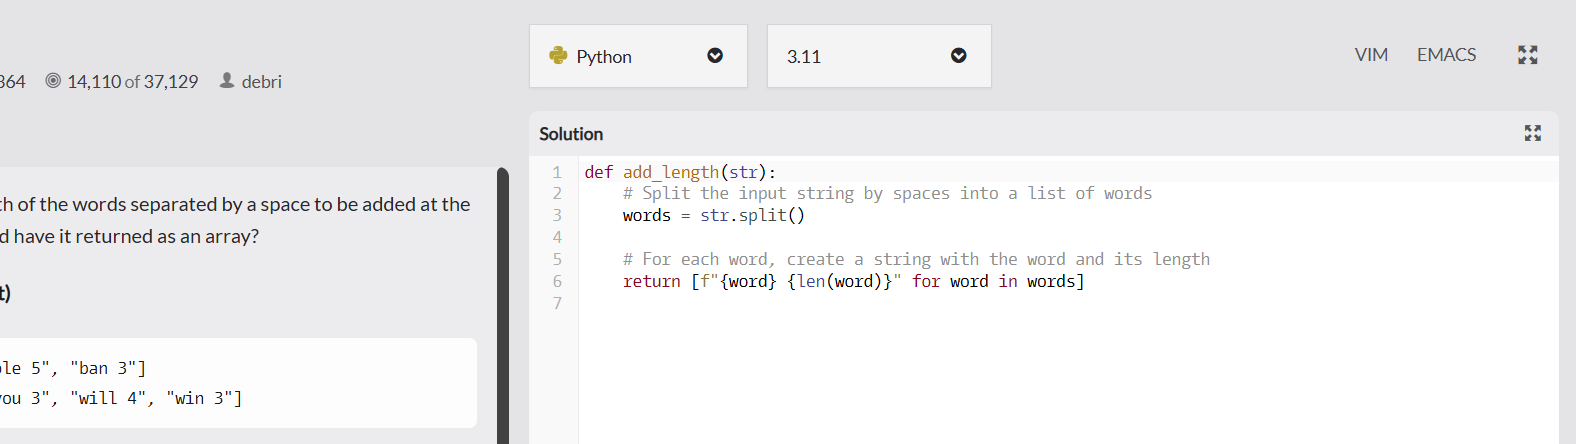 Python
3.11
VIM EMACS
364 14,110 of 37,129 debri
Solution
of the words separated by a space to be added at the
have it returned as an array?
1 def add_length(str):
2 # Split the input string by spaces into a list of words
3 words = str.split()
4
5 # For each word, create a string with the word and its length
6 return [f"{word} {len(word)}" for word in words]
7
5", "ban 3"]
3", "will 4", "win 3"]